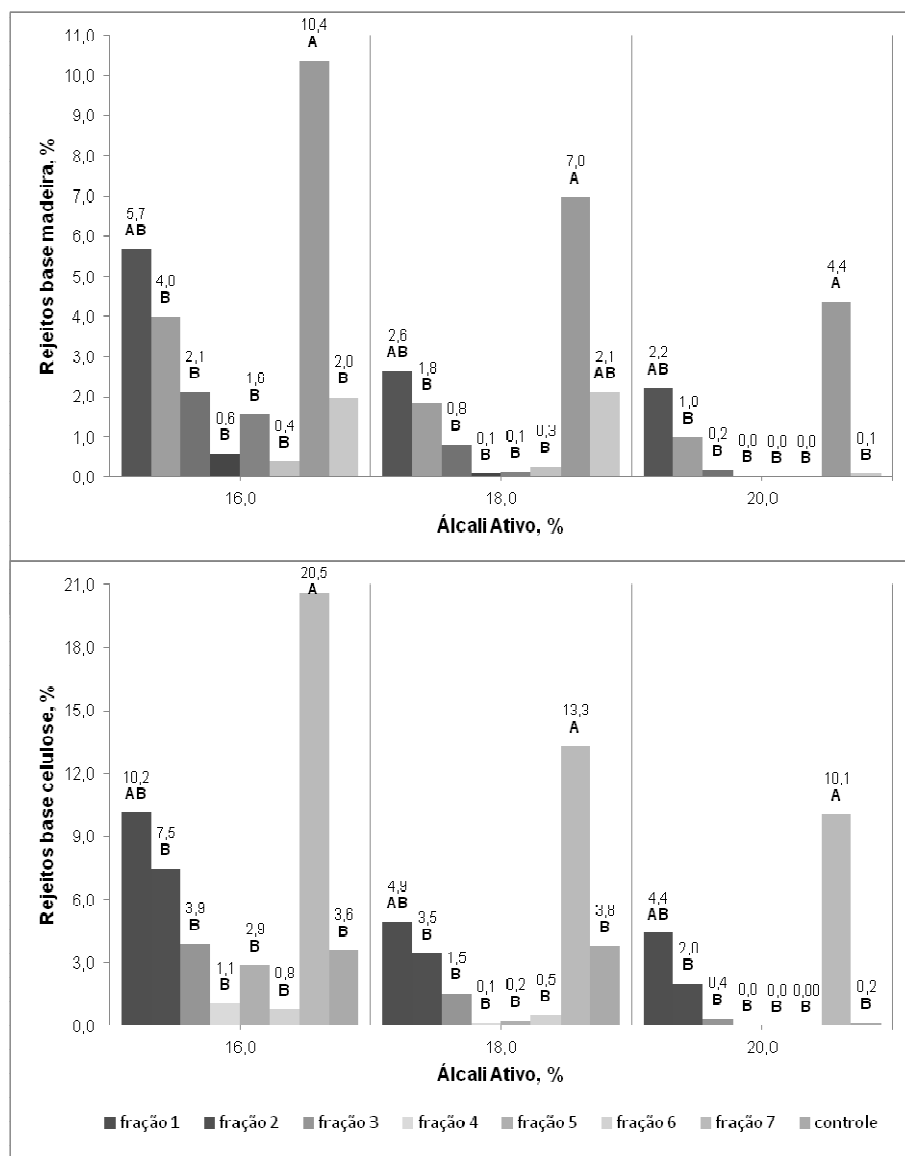 Rejeitos base madeira, %
11,0
10,0
9,0
8,0
7,0
6,0
5,0
4,0
3,0
2,0
1,0
0,0
5,7
AB
4,0
B
2,1
B
0,6
B
1,6
B
0,4
B
10,4
A
2,0
B
2,6
AB
1,8
B
0,8
B
0,1
B
0,1
B
0,3
B
7,0
A
2,1
AB
2,2
AB
1,0
B
0,2
B
0,0
B
0,0
B
0,0
B
4,4
A
0,1
B
16,0
18,0
20,0
Álcali Ativo, %
Rejeitos base celulose, %
21,0
18,0
15,0
12,0
9,0
6,0
3,0
0,0
10,2
AB
7,5
B
3,9
B
1,1
B
2,9
B
0,8
B
20,5
A
3,6
B
4,9
AB
3,5
B
1,5
B
0,1
B
0,2
B
0,5
B
13,3
A
3,8
B
4,4
AB
2,0
B
0,4
B
0,0
B
0,0
B
0,00
B
10,1
A
0,2
B
16,0
18,0
20,0
Álcali Ativo, %
fração 1 fração 2 fração 3 fração 4 fração 5 fração 6 fração 7 controle